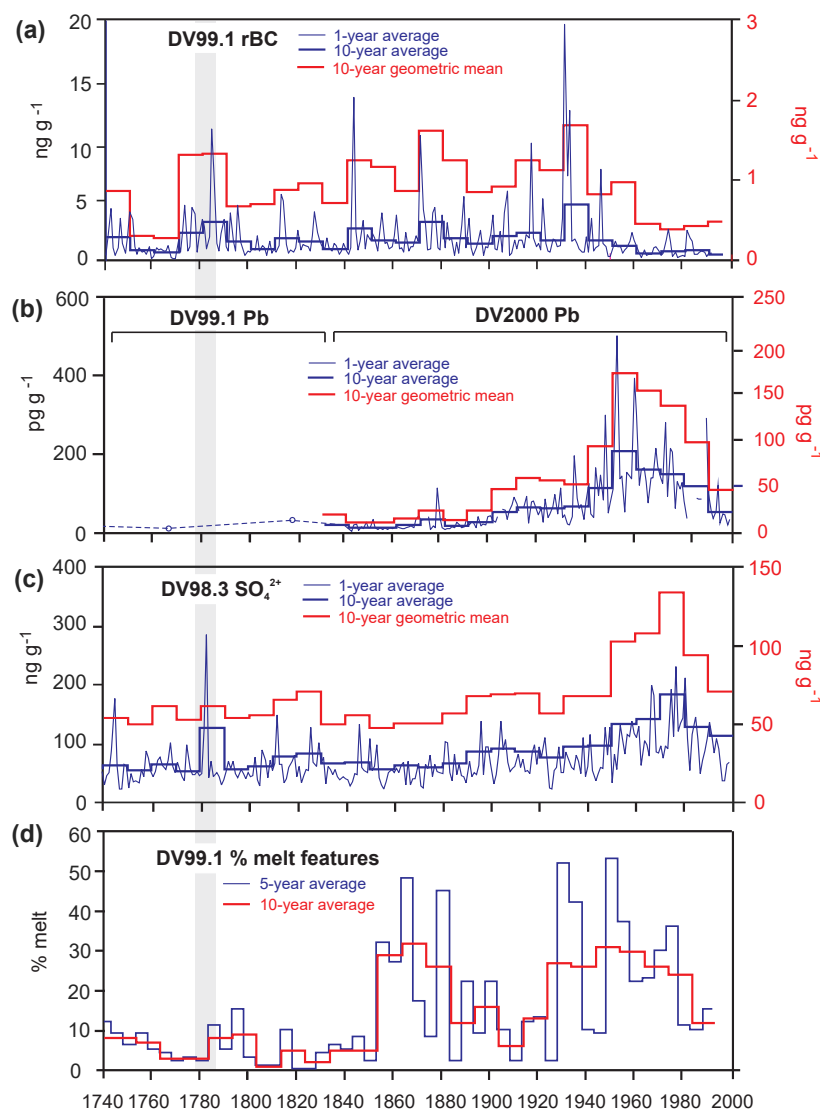 (a)
DV99.1 rBC
1-year average
10-year average
10-year geometric mean
20
15
10
5
0
ng g⁻¹
3
2
1
0
ng g⁻¹
(b)
DV99.1 Pb
DV2000 Pb
1-year average
10-year average
10-year geometric mean
600
400
200
0
pg g⁻¹
250
200
150
100
50
0
pg g⁻¹
(c)
DV98.3 SO₄²⁺
1-year average
10-year average
10-year geometric mean
400
300
200
100
0
ng g⁻¹
150
100
50
0
ng g⁻¹
(d)
DV99.1 % melt features
5-year average
10-year average
60
50
40
30
20
10
0
% melt
1740 1760 1780 1800 1820 1840 1860 1880 1900 1920 1940 1960 1980 2000